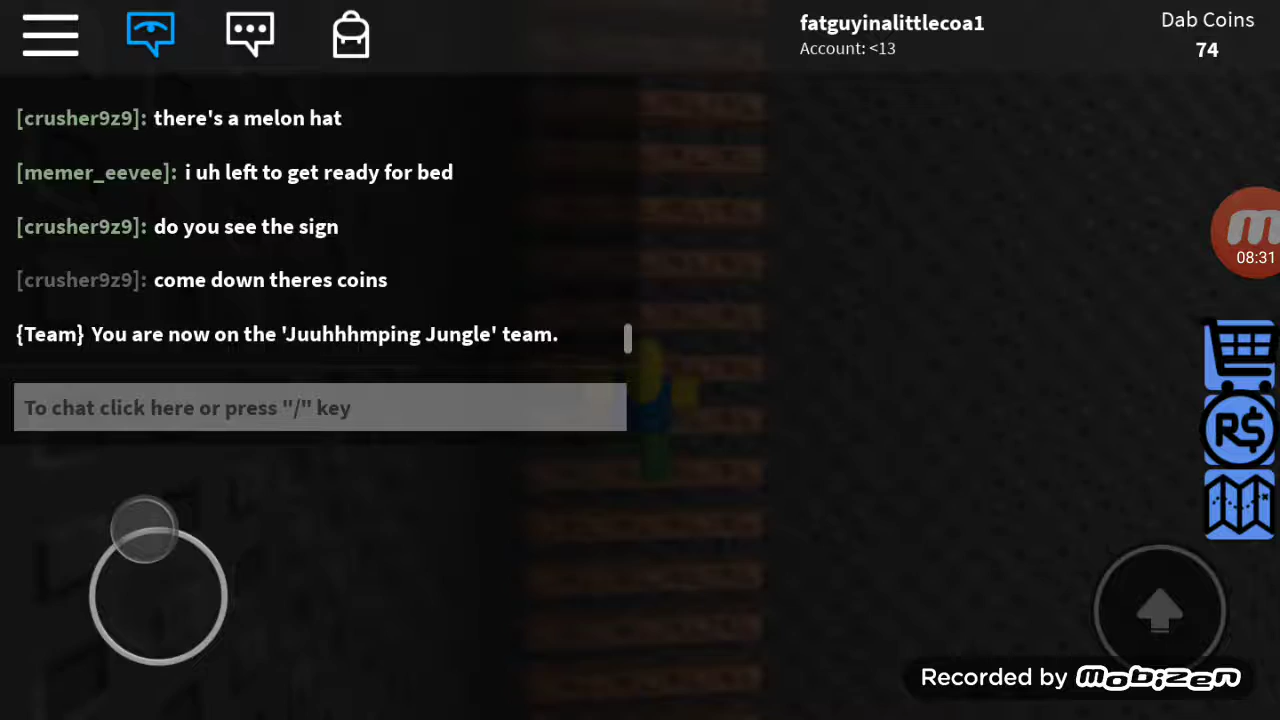 fatguyinalittlecoa1
Account: <13
Dab Coins
74
[crusher9z9]: there's a melon hat
[memer_eevee]: i uh left to get ready for bed
[crusher9z9]: do you see the sign
[crusher9z9]: come down theres coins
{Team} You are now on the 'Juuhhhmping Jungle' team.
To chat click here or press "/" key
m
08:31
R$
Recorded by Mobizen